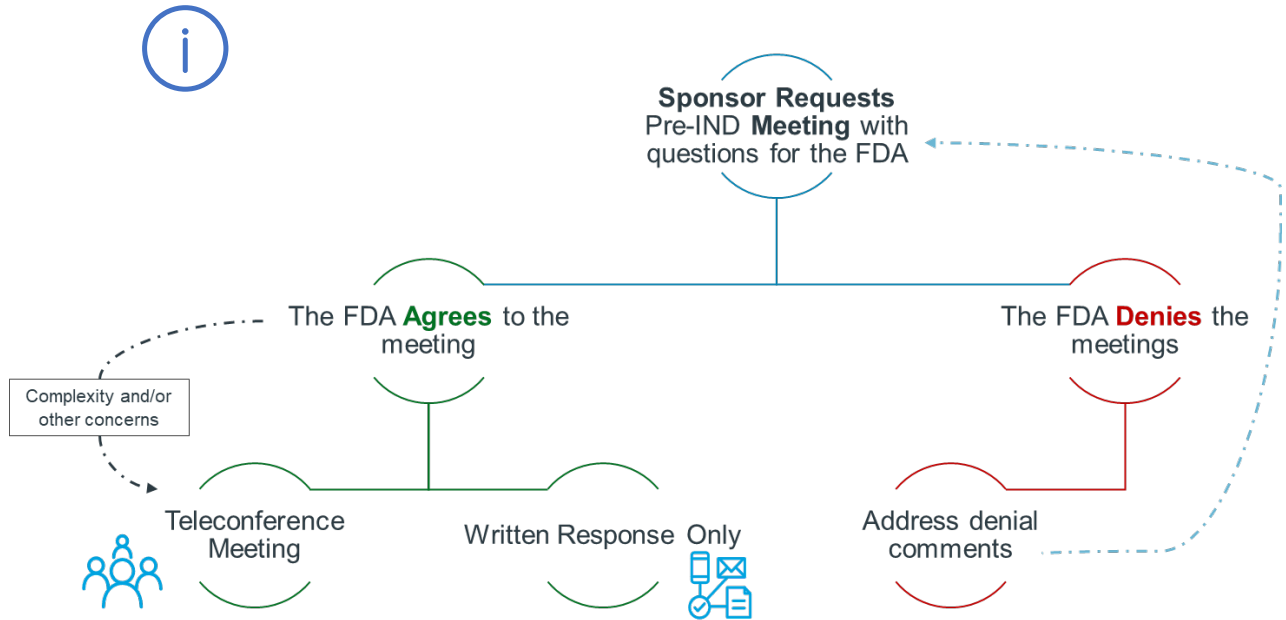 Sponsor Requests
Pre-IND Meeting with
questions for the FDA
The FDA Agrees to the
meeting
The FDA Denies the
meetings
Complexity and/or
other concerns
Teleconference
Meeting
Written Response Only
Address denial
comments